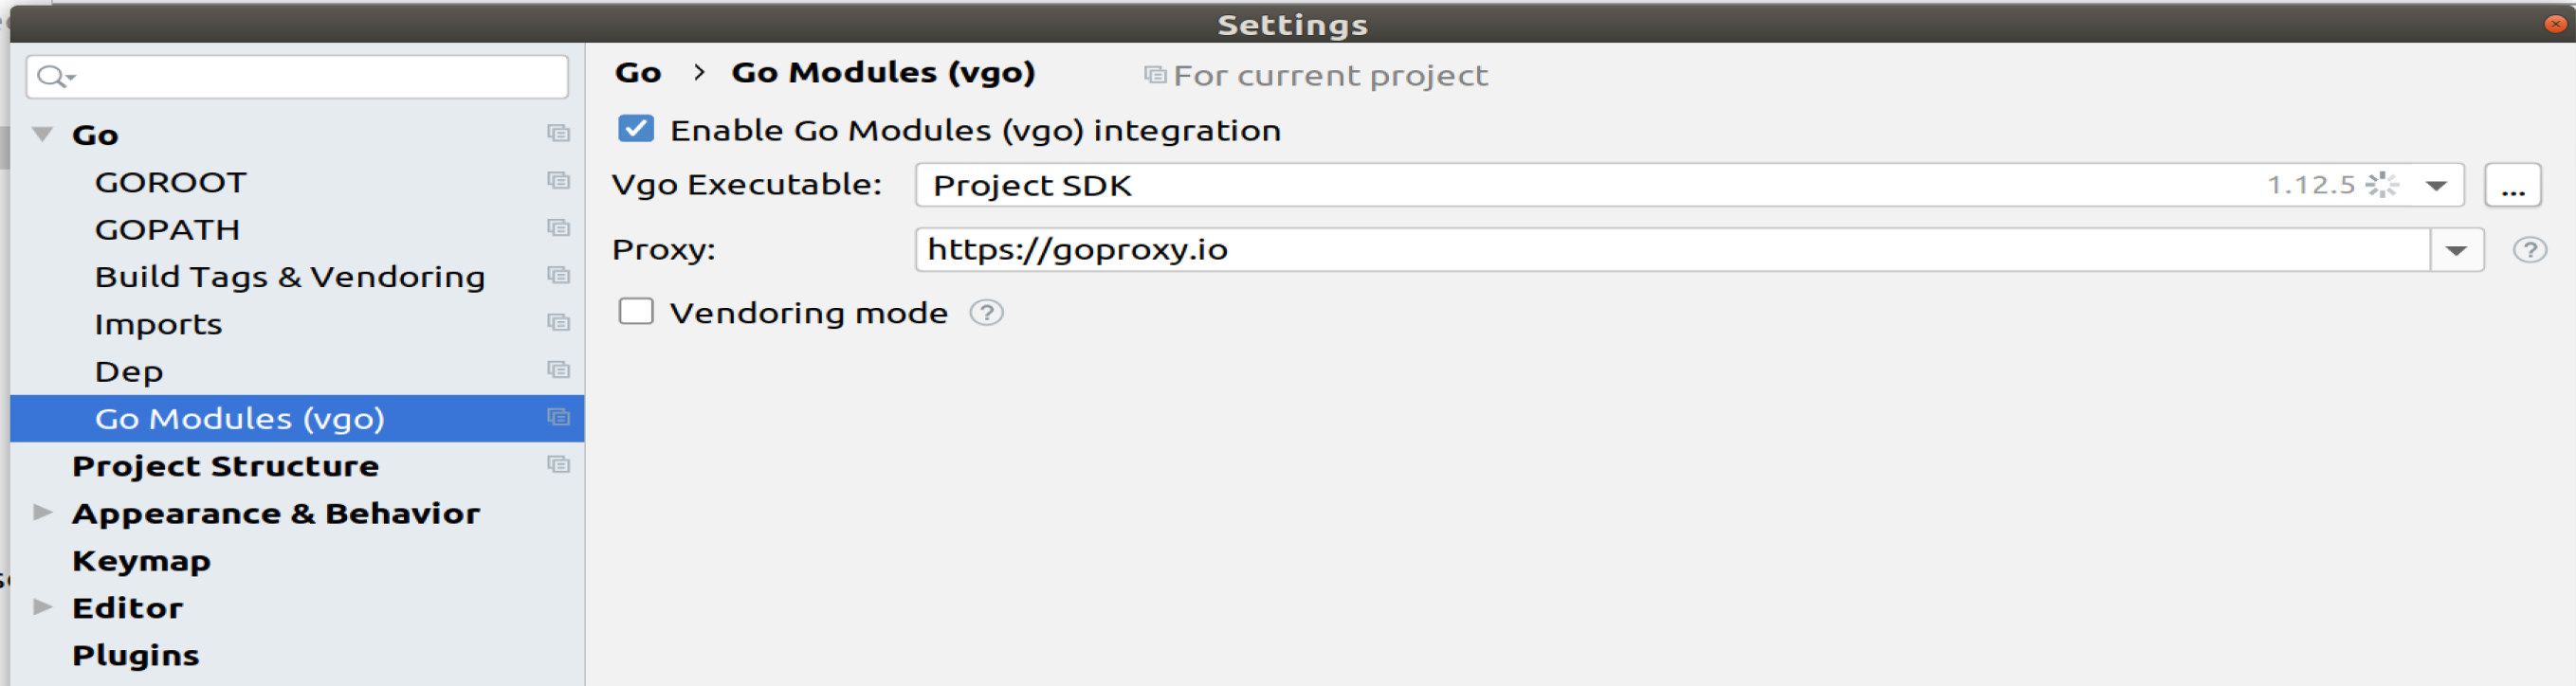 Settings
Go
GOROOT
GOPATH
Build Tags & Vendoring
Imports
Dep
Go Modules (vgo)
Project Structure
Appearance & Behavior
Keymap
Editor
Plugins
Go › Go Modules (vgo) For current project
Enable Go Modules (vgo) integration
Vgo Executable: Project SDK 1.12.5 ...
Proxy: https://goproxy.io ?
Vendoring mode ?